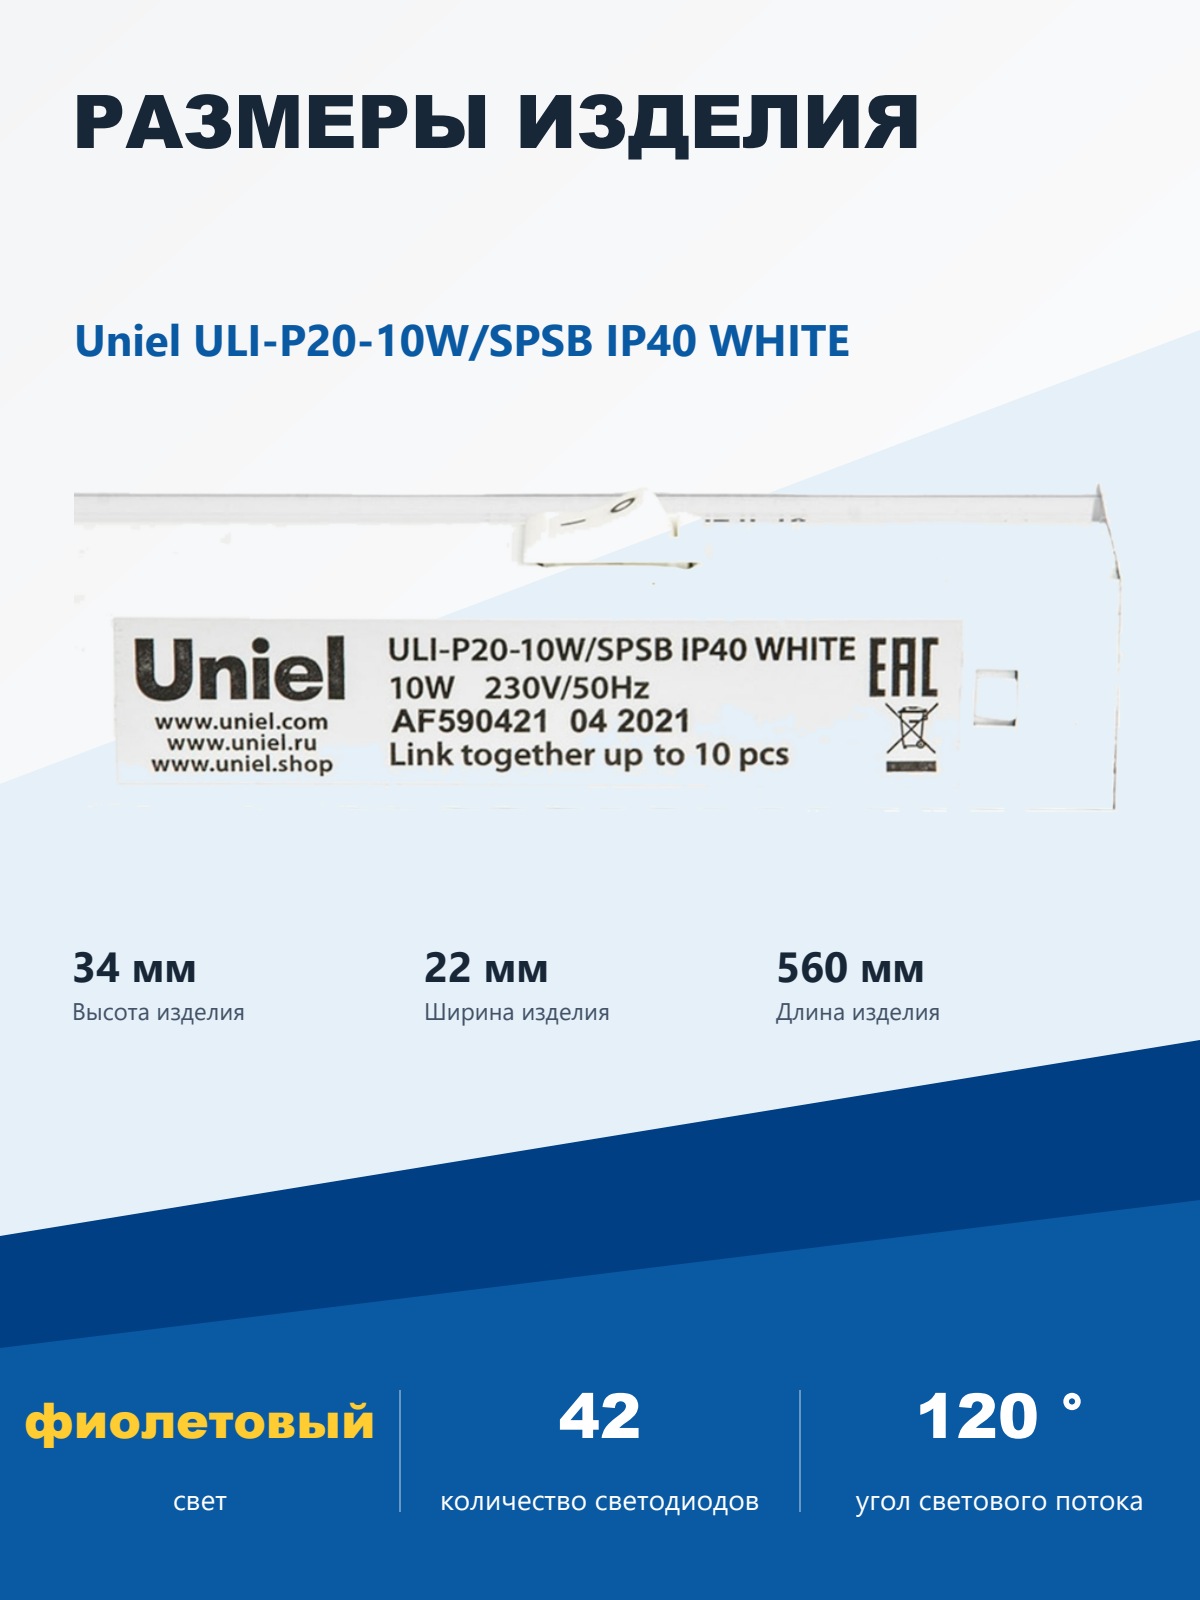 РАЗМЕРЫ ИЗДЕЛИЯ
Uniel ULI-P20-10W/SPSB IP40 WHITE
Uniel
www.uniel.com
www.uniel.ru
www.uniel.shop
ULI-P20-10W/SPSB IP40 WHITE
10W 230V/50Hz
AF590421 04 2021
Link together up to 10 pcs
EAC
34 мм
Высота изделия
22 мм
Ширина изделия
560 мм
Длина изделия
фиолетовый
свет
42
количество светодиодов
120 °
угол светового потока